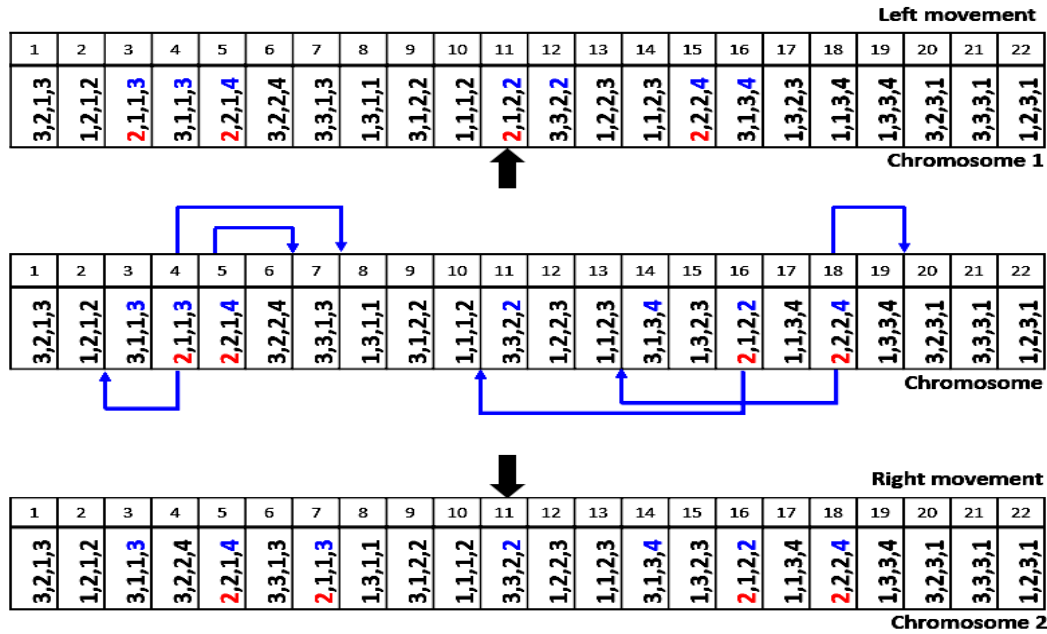 Left movement
1 2 3 4 5 6 7 8 9 10 11 12 13 14 15 16 17 18 19 20 21 22
3,2,1,3 1,2,1,2 2,1,1,3 3,1,1,3 2,2,1,4 3,2,2,4 3,3,1,3 1,3,1,1 3,1,2,2 1,1,1,2 2,1,2,2 3,3,2,2 1,2,2,3 1,1,2,3 2,2,2,4 3,1,3,4 1,3,2,3 1,1,3,4 1,3,3,4 3,2,3,1 3,3,3,1 1,2,3,1
Chromosome 1
1 2 3 4 5 6 7 8 9 10 11 12 13 14 15 16 17 18 19 20 21 22
3,2,1,3 1,2,1,2 3,1,1,3 2,1,1,3 2,2,1,4 3,2,2,4 3,3,1,3 1,3,1,1 3,1,2,2 1,1,1,2 3,3,2,2 1,2,2,3 1,1,2,3 3,1,3,4 1,3,2,3 2,1,2,2 1,1,3,4 2,2,2,4 1,3,3,4 3,2,3,1 3,3,3,1 1,2,3,1
Chromosome
Right movement
1 2 3 4 5 6 7 8 9 10 11 12 13 14 15 16 17 18 19 20 21 22
3,2,1,3 1,2,1,2 3,1,1,3 3,2,2,4 2,2,1,4 3,3,1,3 2,1,1,3 1,3,1,1 3,1,2,2 1,1,1,2 3,3,2,2 1,2,2,3 1,1,2,3 3,1,3,4 1,3,2,3 2,1,2,2 1,1,3,4 2,2,2,4 1,3,3,4 3,2,3,1 3,3,3,1 1,2,3,1
Chromosome 2